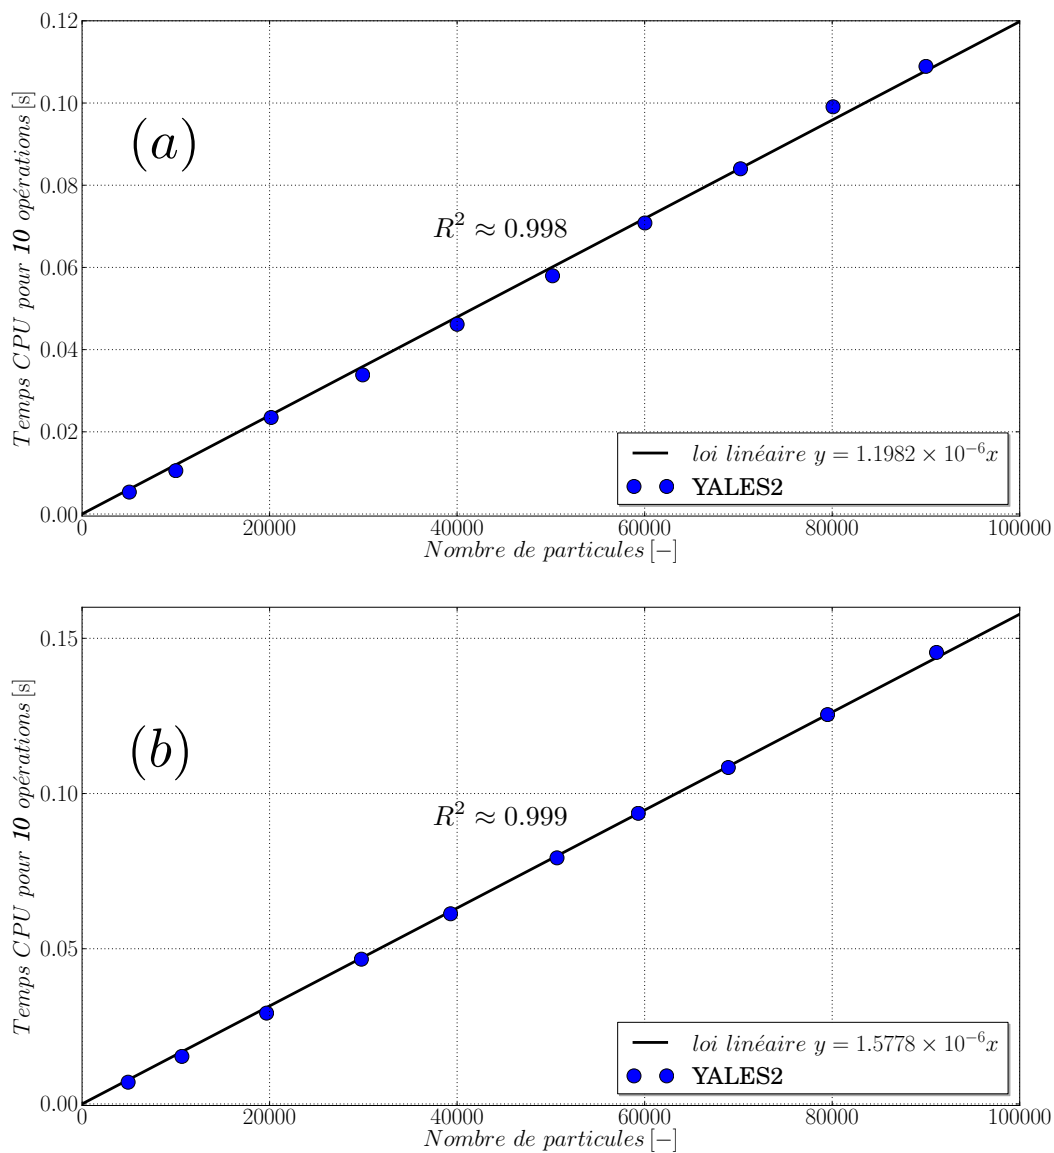 0.12
0.10
0.08
0.06
0.04
0.02
0.00
Temps CPU pour 10 opérations [s]
(a)
R² ≈ 0.998
loi linéaire y = 1.1982 × 10⁻⁶x
YALES2
0 20000 40000 60000 80000 100000
Nombre de particules [−]
0.15
0.10
0.05
0.00
Temps CPU pour 10 opérations [s]
(b)
R² ≈ 0.999
loi linéaire y = 1.5778 × 10⁻⁶x
YALES2
0 20000 40000 60000 80000 100000
Nombre de particules [−]